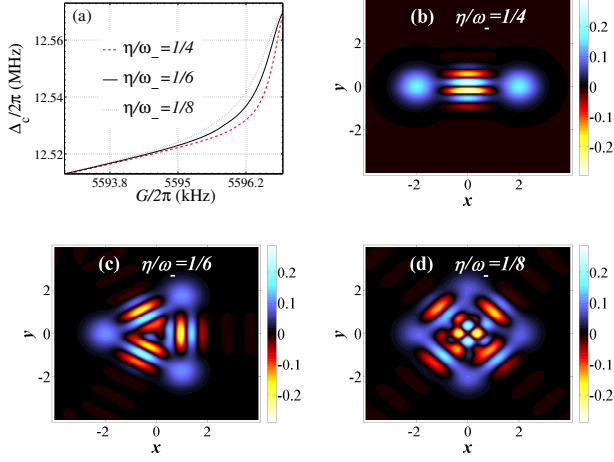 (a)
12.57
12.54
12.52
5593.8
5595
5596.2
Δc/2π (MHz)
G/2π (kHz)
η/ω_=1/4
η/ω_=1/6
η/ω_=1/8
(b) η/ω_=1/4
y
2
0
-2
-2
0
2
x
0.2
0.1
0
-0.1
-0.2
(c) η/ω_=1/6
y
2
0
-2
-2
0
2
x
0.2
0.1
0
-0.1
-0.2
(d) η/ω_=1/8
y
2
0
-2
-2
0
2
x
0.2
0.1
0
-0.1
-0.2